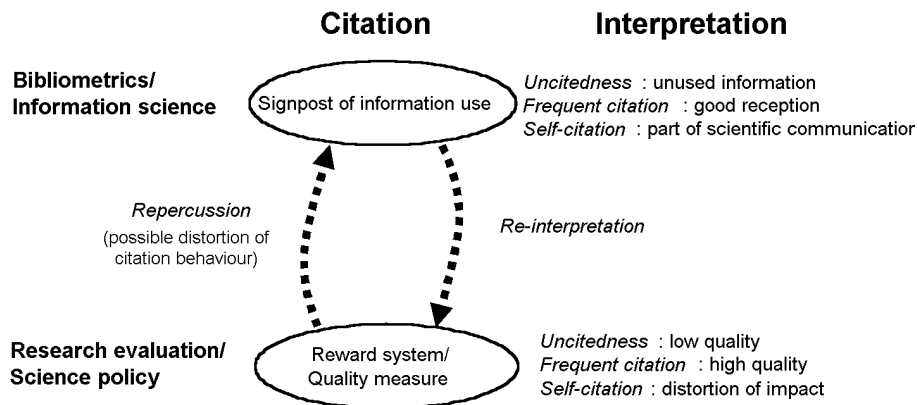 Citation
Interpretation
Bibliometrics/
Information science
Signpost of information use
Uncitedness : unused information
Frequent citation : good reception
Self-citation : part of scientific communication
Repercussion
(possible distortion of
citation behaviour)
Re-interpretation
Research evaluation/
Science policy
Reward system/
Quality measure
Uncitedness : low quality
Frequent citation : high quality
Self-citation : distortion of impact